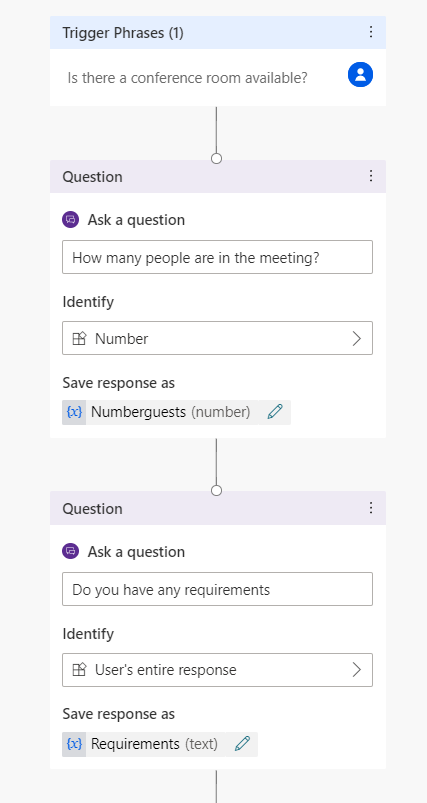 Trigger Phrases (1)
Is there a conference room available?
Question
Ask a question
How many people are in the meeting?
Identify
Number
Save response as
{x} Numberguests (number)
Question
Ask a question
Do you have any requirements
Identify
User's entire response
Save response as
{x} Requirements (text)